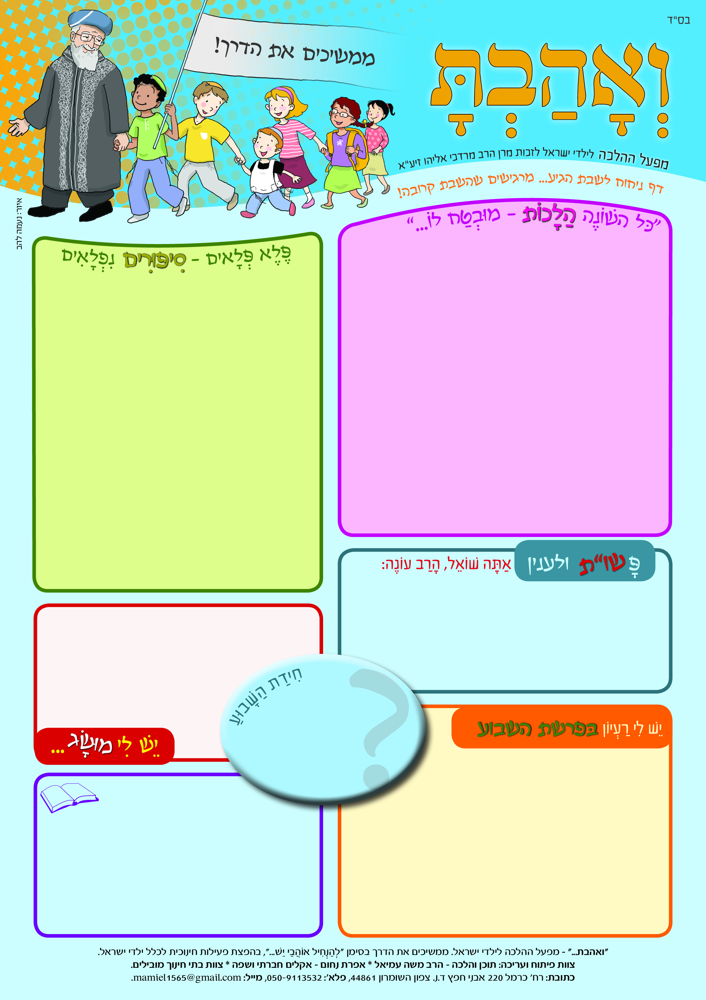 בס"ד
וְאָהַבְתָּ
מפעל ההלכה לילדי ישראל לזכות מרן הרב מרדכי אליהו זיע"א
דף ניחוח לשבת הגיע... מרגישים שהשבת קרובה!
ממשיכים את הדרך!
איור: נעמה להב
"כָּל הַשּׁוֹנֶה הֲלָכוֹת - מוּבְטַח לוֹ..."
פֶּלֶא פְּלָאִים - סִיפּוּרִים נִפְלָאִים
פָּשו"ת ולענין
אַתָּה שׁוֹאֵל, הָרַב עוֹנֶה:
חִידַת הַשָּׁבוּעַ
?
יֵשׁ לִי רַעְיוֹן בפרשת השבוע
יֵשׁ לִי מוּשָּׂג...
"ואהבת..." - מפעל ההלכה לילדי ישראל. ממשיכים את הדרך בסימן "לְהַנְחִיל אוֹהֲבַי יֵשׁ...", בהפצת פעילות חינוכית לכלל ילדי ישראל.
צוות פיתוח ועריכה: תוכן והלכה - הרב משה עמיאל * אפרת נחום - אקלים חברתי ושפה * צוות בתי חינוך מובילים.
כתובת: רח' כרמל 220 אבני חפץ ד.נ. צפון השומרון 44861, פלא': 050-9113532, מייל: mamiel1565@gmail.com.